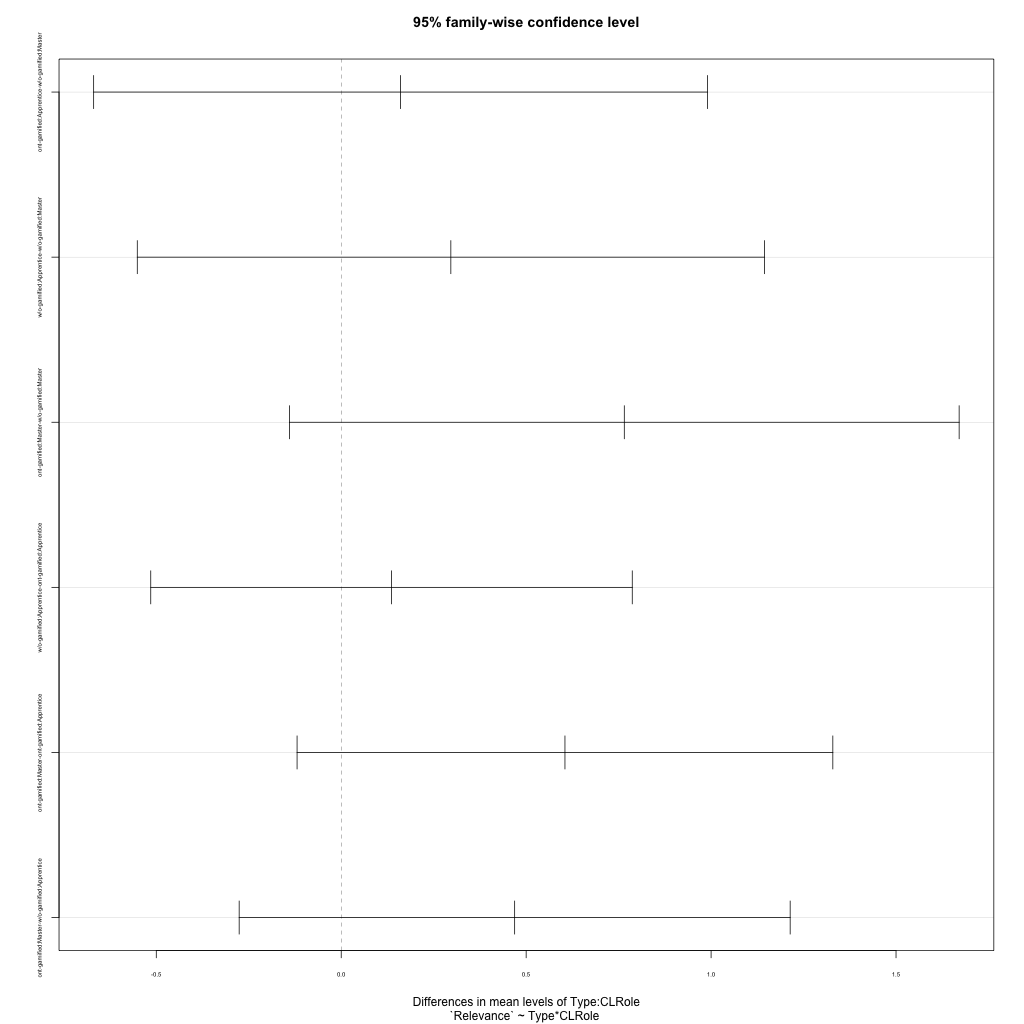 95% family-wise confidence level
ont-gamified:Apprentice-w/o-gamified:Master
w/o-gamified:Apprentice-w/o-gamified:Master
ont-gamified:Master-w/o-gamified:Master
w/o-gamified:Apprentice-ont-gamified:Apprentice
ont-gamified:Master-ont-gamified:Apprentice
ont-gamified:Master-w/o-gamified:Apprentice
-0.5 0.0 0.5 1.0 1.5
Differences in mean levels of Type:CLRole
`Relevance` ~ Type*CLRole